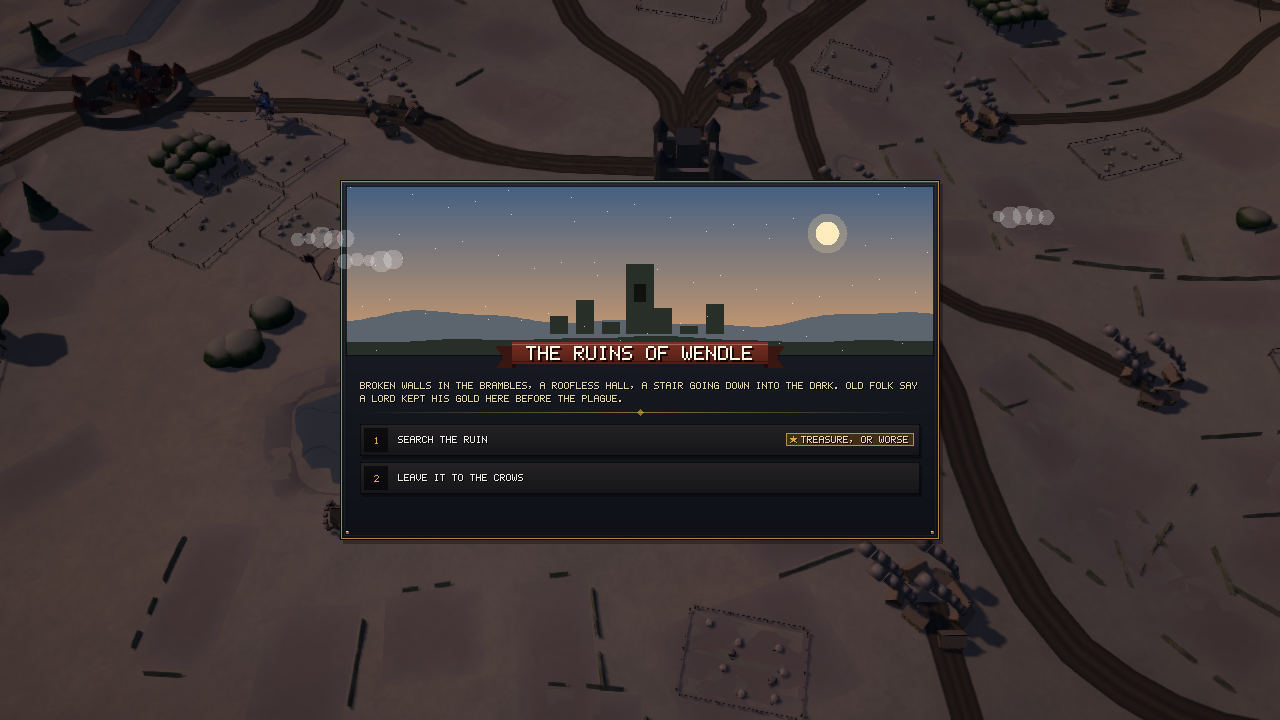 THE RUINS OF WENDLE
BROKEN WALLS IN THE BRAMBLES, A ROOFLESS HALL, A STAIR GOING DOWN INTO THE DARK. OLD FOLK SAY
A LORD KEPT HIS GOLD HERE BEFORE THE PLAGUE.
1 SEARCH THE RUIN ★ TREASURE, OR WORSE
2 LEAVE IT TO THE CROWS